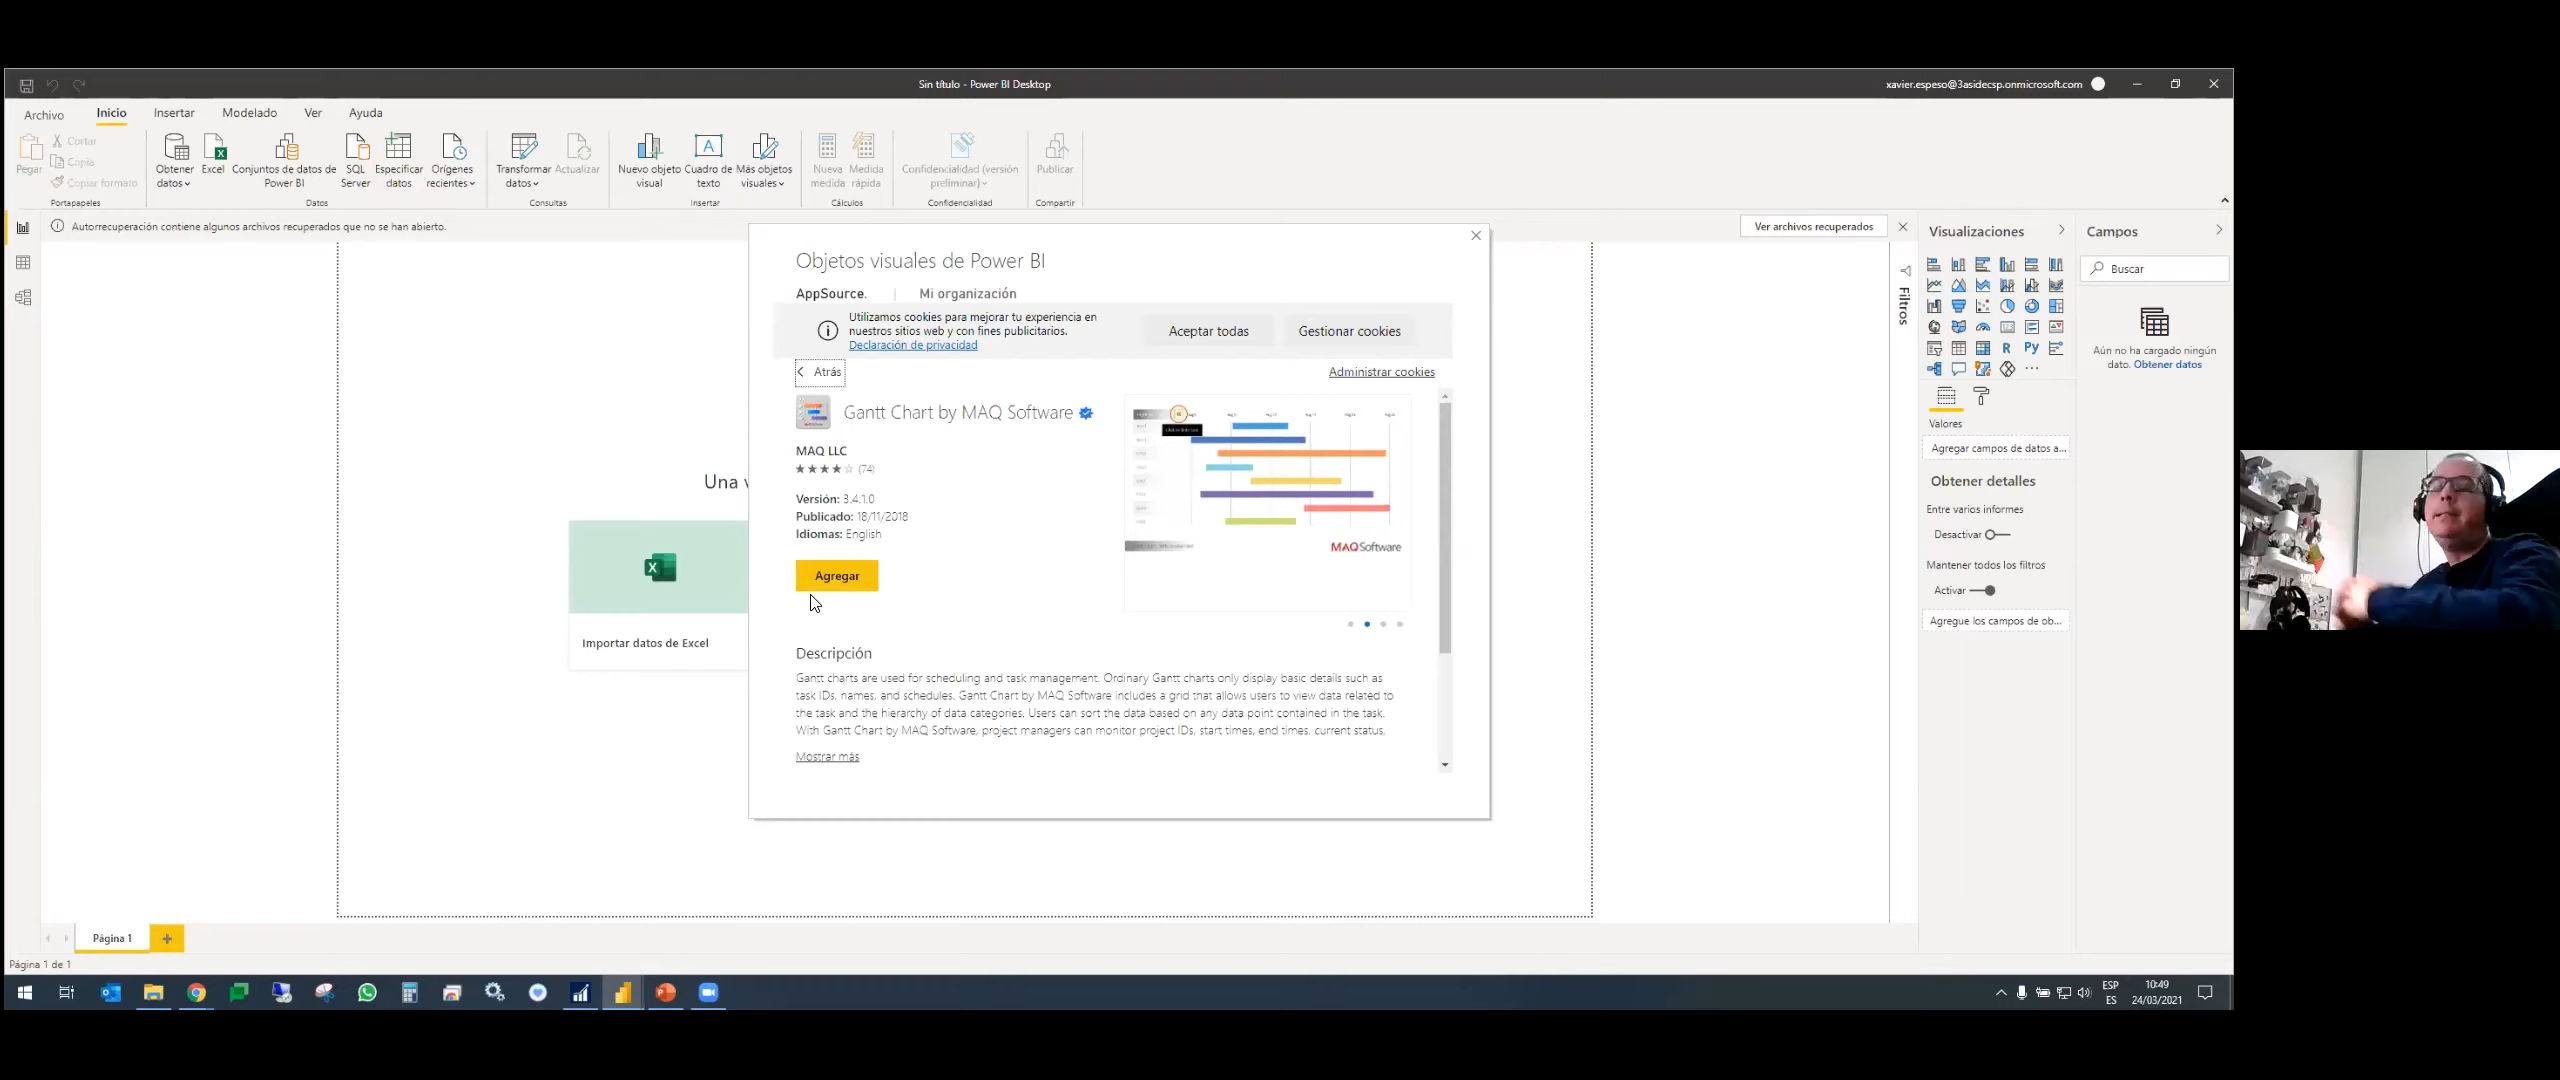 Sin título - Power BI Desktop
xavier.espeso@3asidecsp.onmicrosoft.com
Archivo
Inicio
Insertar
Modelado
Ver
Ayuda
Pegar
Cortar
Copia
Copiar formato
Portapapeles
Obtener
datos
Excel
Conjuntos de datos de
Power BI
SQL
Server
Especificar
datos
Orígenes
recientes
Datos
Transformar
datos
Actualizar
Consultas
Nuevo objeto
visual
Cuadro de
texto
Más objetos
visuales
Insertar
Nueva
medida
Medida
rápida
Cálculos
Confidencialidad (versión
preliminar)
Confidencialidad
Publicar
Compartir
Autorrecuperación contiene algunos archivos recuperados que no se han abierto.
Ver archivos recuperados
Una v
Importar datos de Excel
Objetos visuales de Power BI
AppSource.
Mi organización
Utilizamos cookies para mejorar tu experiencia en
nuestros sitios web y con fines publicitarios.
Declaración de privacidad
Aceptar todas
Gestionar cookies
Atrás
Administrar cookies
Gantt Chart by MAQ Software
MAQ LLC
(74)
Versión: 3.4.1.0
Publicado: 18/11/2018
Idiomas: English
Agregar
MAQSoftware
Descripción
Gantt charts are used for scheduling and task management. Ordinary Gantt charts only display basic details such as
task IDs, names, and schedules. Gantt Chart by MAQ Software includes a grid that allows users to view data related to
the task and the hierarchy of data categories. Users can sort the data based on any data point contained in the task.
With Gantt Chart by MAQ Software, project managers can monitor project IDs, start times, end times, current status,
Mostrar más
Filtros
Visualizaciones
R
Py
Valores
Agregar campos de datos a...
Obtener detalles
Entre varios informes
Desactivar
Mantener todos los filtros
Activar
Agregue los campos de ob...
Campos
Buscar
Aún no ha cargado ningún
dato. Obtener datos
Página 1
Página 1 de 1
ESP
ES
10:49
24/03/2021